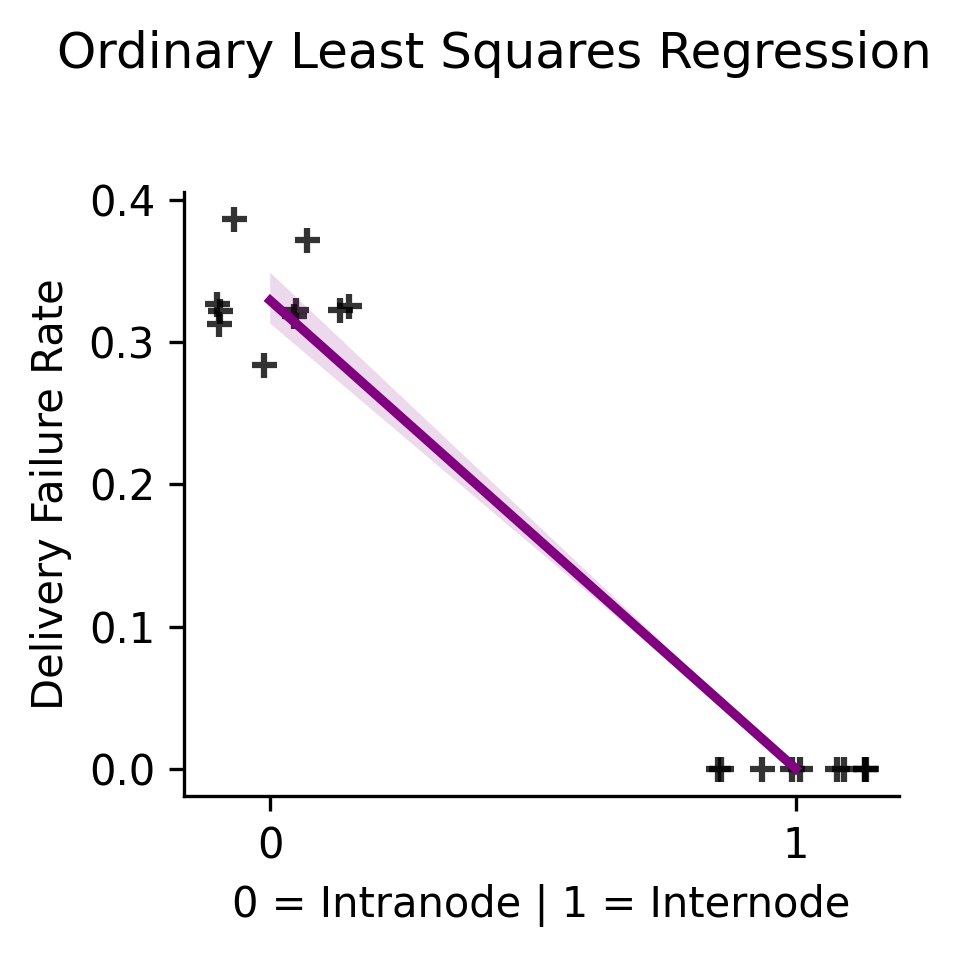 Ordinary Least Squares Regression
0.4
0.3
0.2
0.1
0.0
Delivery Failure Rate
0
1
0 = Intranode | 1 = Internode